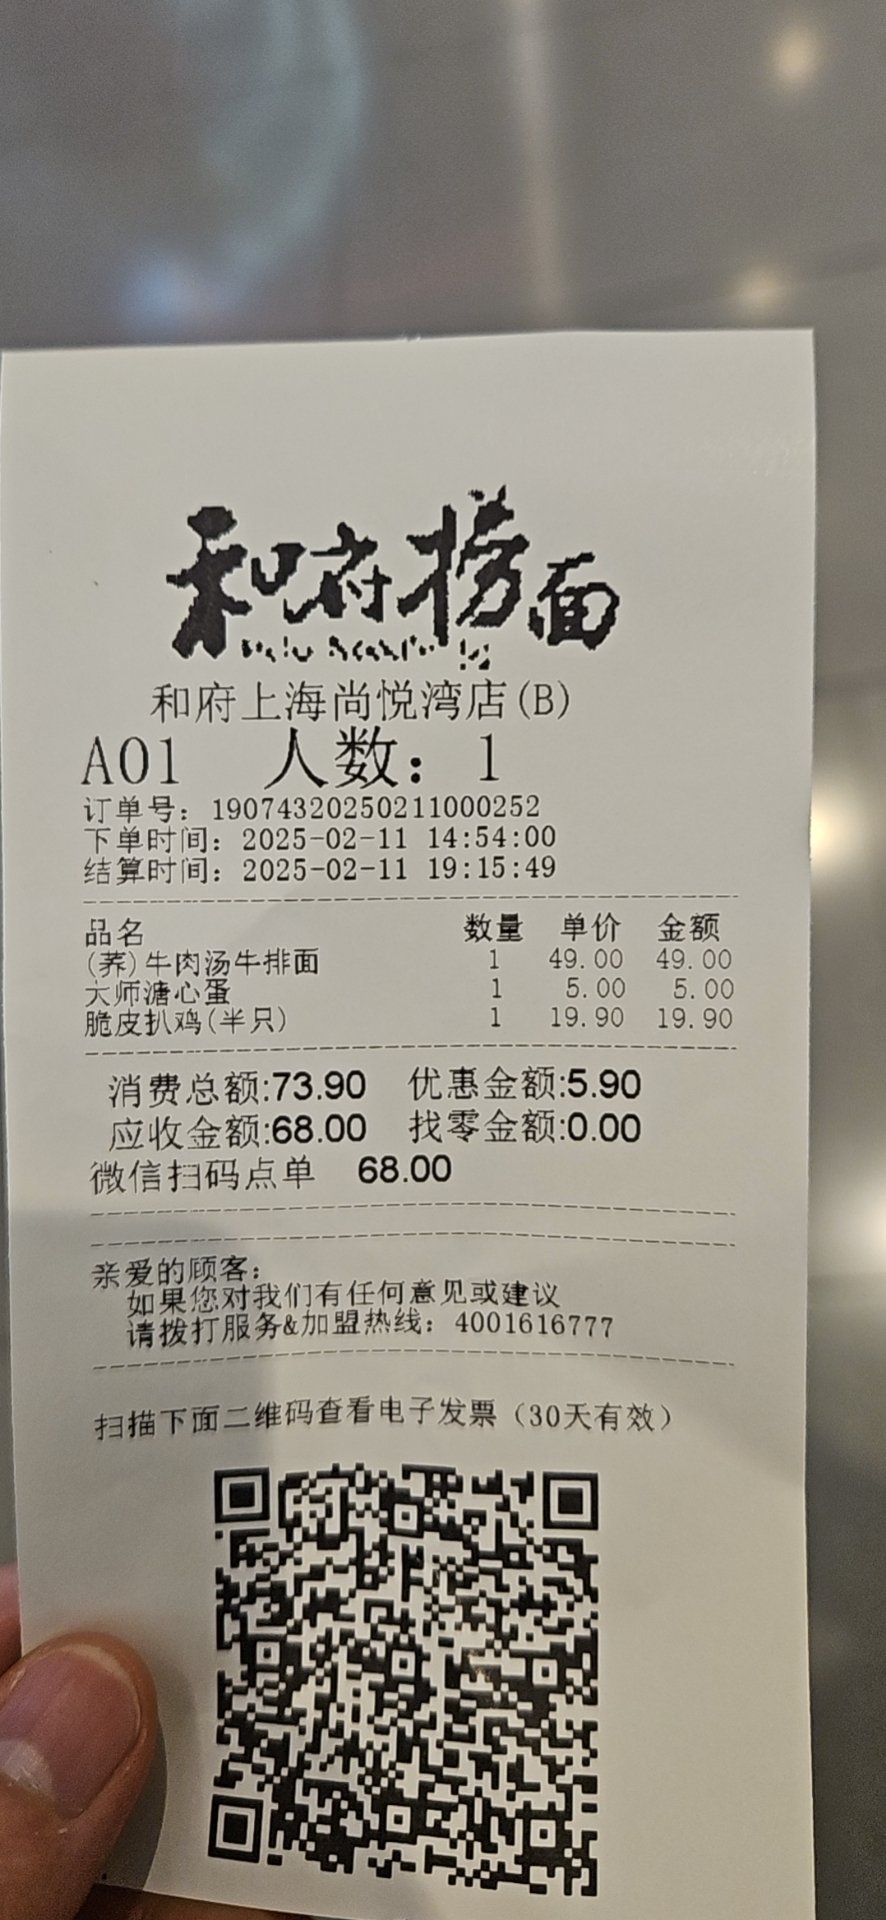 和府捞面
和府上海尚悦湾店(B)
A01 人数：1
订单号：19074320250211000252
下单时间：2025-02-11 14:54:00
结算时间：2025-02-11 19:15:49
品名 数量 单价 金额
(荞)牛肉汤牛排面 1 49.00 49.00
大师溏心蛋 1 5.00 5.00
脆皮扒鸡(半只) 1 19.90 19.90
消费总额:73.90 优惠金额:5.90
应收金额:68.00 找零金额:0.00
微信扫码点单 68.00
亲爱的顾客：
如果您对我们有任何意见或建议
请拨打服务&加盟热线：4001616777
扫描下面二维码查看电子发票（30天有效）